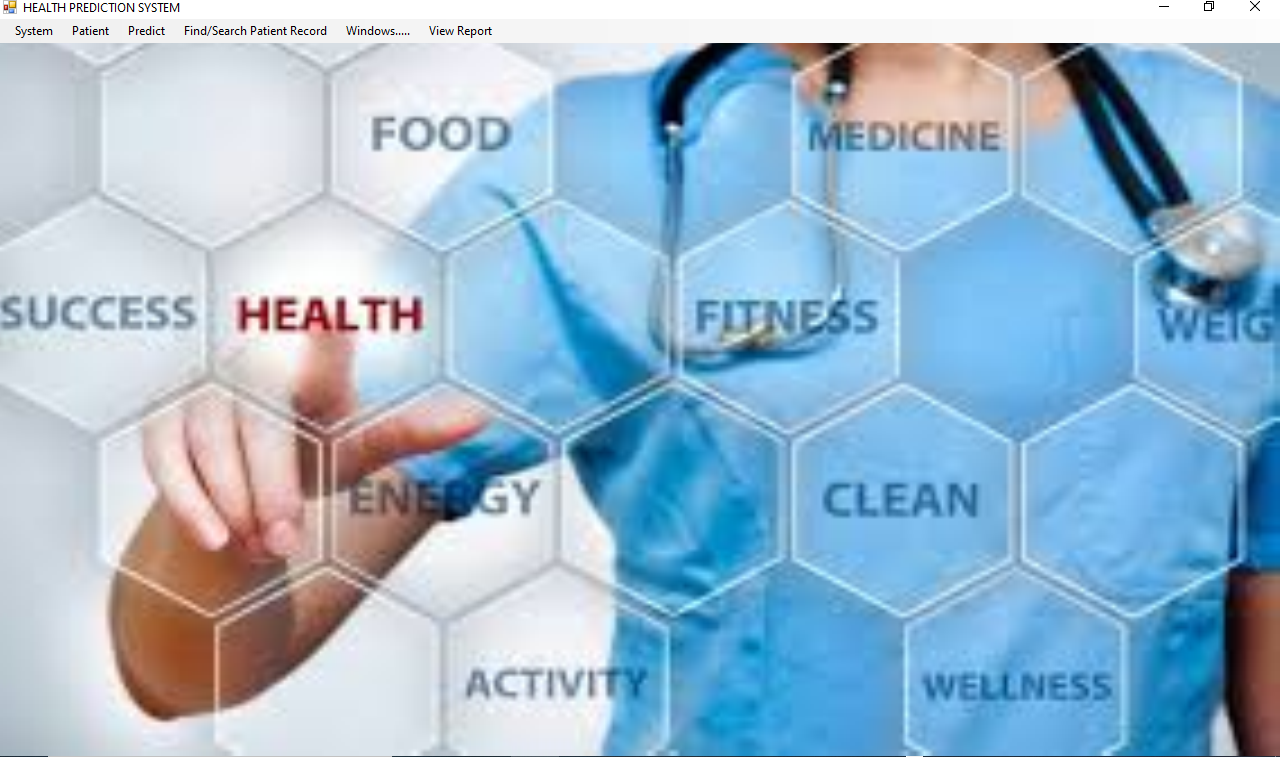 HEALTH PREDICTION SYSTEM
System Patient Predict Find/Search Patient Record Windows..... View Report
FOOD MEDICINE
SUCCESS HEALTH FITNESS WEIG
ENERGY CLEAN
ACTIVITY WELLNESS